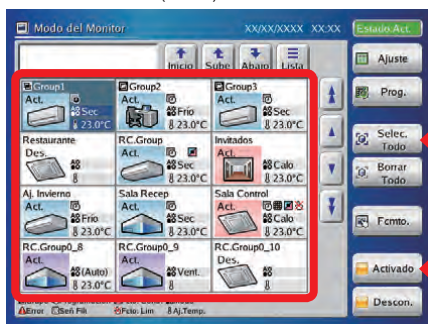 Modo del Monitor XX/XX/XXXX XX:XX Estado Act.
Inicio Sube Abajo Lista
Ajuste
Prog.
Selec. Todo
Borrar Todo
Fcmto.
Activado
Descon.
Group1 Group2 Group3
Act. Act. Act.
Sec Frio Sec
23.0°C 23.0°C 23.0°C
Restaurante RC.Group Invitados
Des. Act. Act.
Sec Calo
23.0°C 23.0°C
Aj. Invierno Sala Recep Sala Control
Act. Act. Act.
Frio Sec Calo
23.0°C 23.0°C 23.0°C
RC.Group0_8 RC.Group0_9 RC.Group0_10
Act. Act. Des.
(Auto) Vent.
23.0°C
Error Señ Filt Fcio. Lim Aj.Temp.